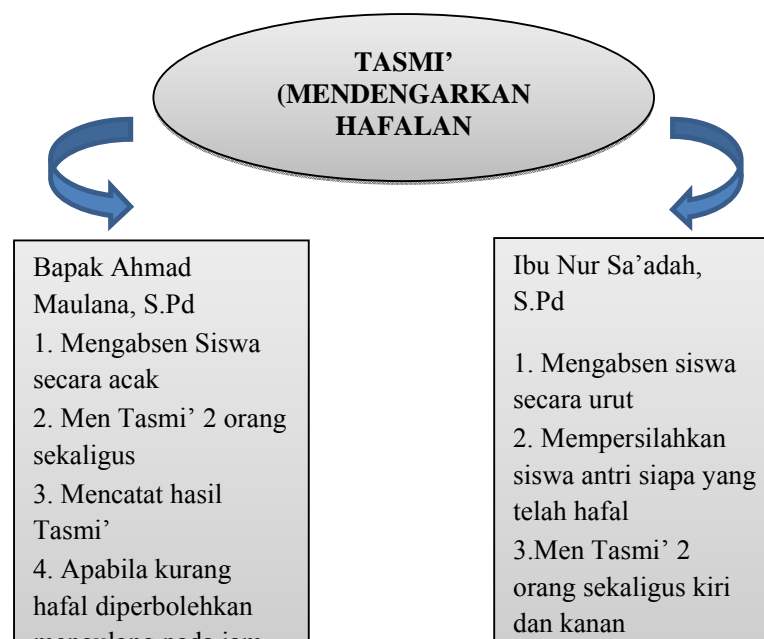 TASMI’
(MENDENGARKAN
HAFALAN
Bapak Ahmad
Maulana, S.Pd
1. Mengabsen Siswa
secara acak
2. Men Tasmi’ 2 orang
sekaligus
3. Mencatat hasil
Tasmi’
4. Apabila kurang
hafal diperbolehkan
Ibu Nur Sa’adah,
S.Pd
1. Mengabsen siswa
secara urut
2. Mempersilahkan
siswa antri siapa yang
telah hafal
3.Men Tasmi’ 2
orang sekaligus kiri
dan kanan